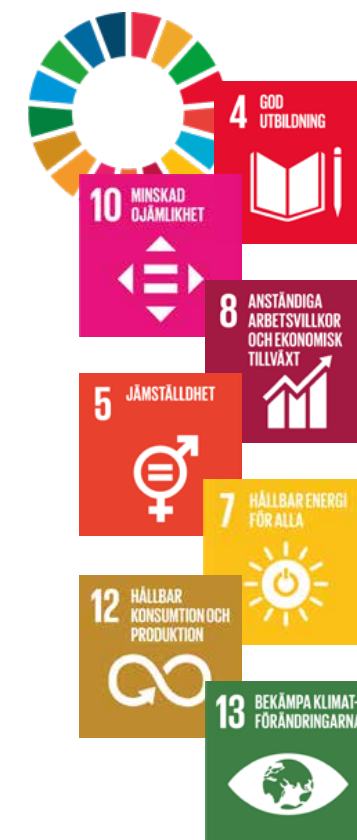 4 GOD
UTBILDNING
10 MINSKAD
OJÄMLIKHET
8 ANSTÄNDIGA
ARBETSVILLKOR
OCH EKONOMISK
TILLVÄXT
5 JÄMSTÄLLDHET
7 HÅLLBAR ENERGI
FÖR ALLA
12 HÅLLBAR
KONSUMTION OCH
PRODUKTION
13 BEKÄMPA KLIMAT-
FÖRÄNDRINGARNA